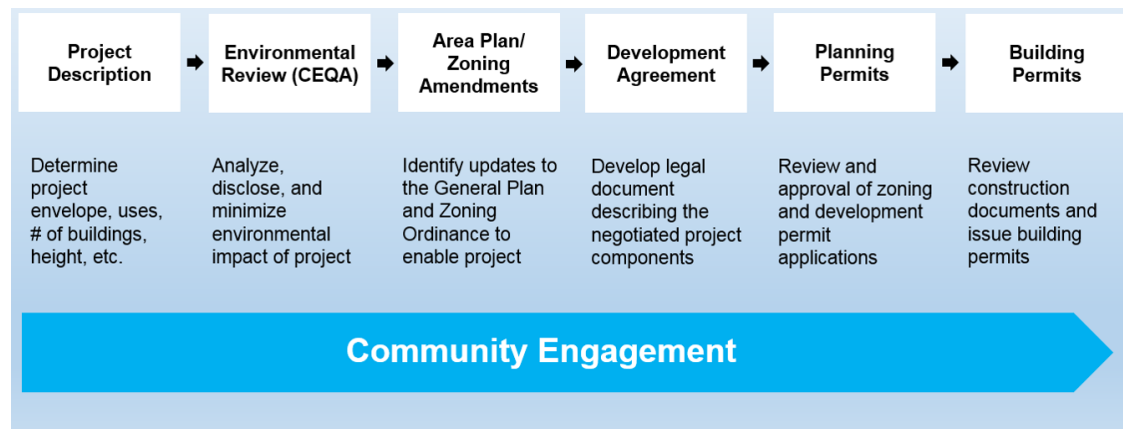 Project
Description
Environmental
Review (CEQA)
Area Plan/
Zoning
Amendments
Development
Agreement
Planning
Permits
Building
Permits
Determine
project
envelope, uses,
# of buildings,
height, etc.
Analyze,
disclose, and
minimize
environmental
impact of project
Identify updates to
the General Plan
and Zoning
Ordinance to
enable project
Develop legal
document
describing the
negotiated project
components
Review and
approval of zoning
and development
permit
applications
Review
construction
documents and
issue building
permits
Community Engagement